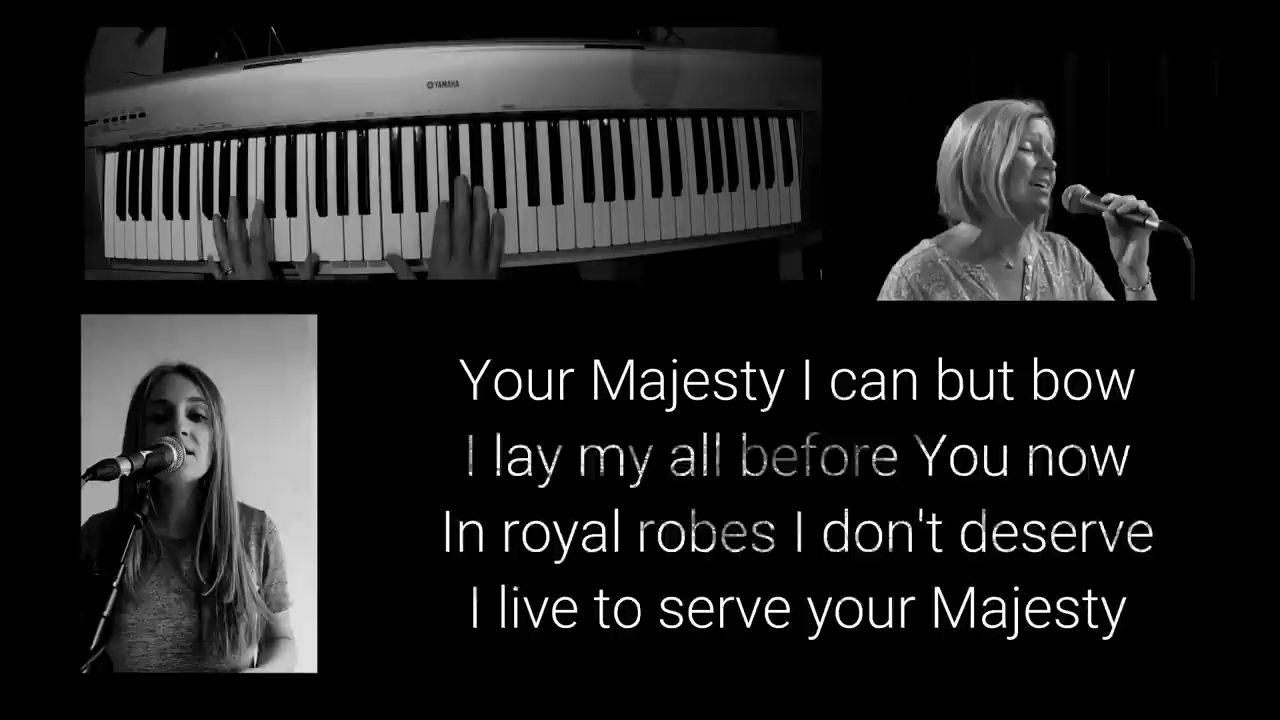 YAMAHA
Your Majesty I can but bow
I lay my all before You now
In royal robes I don't deserve
I live to serve your Majesty